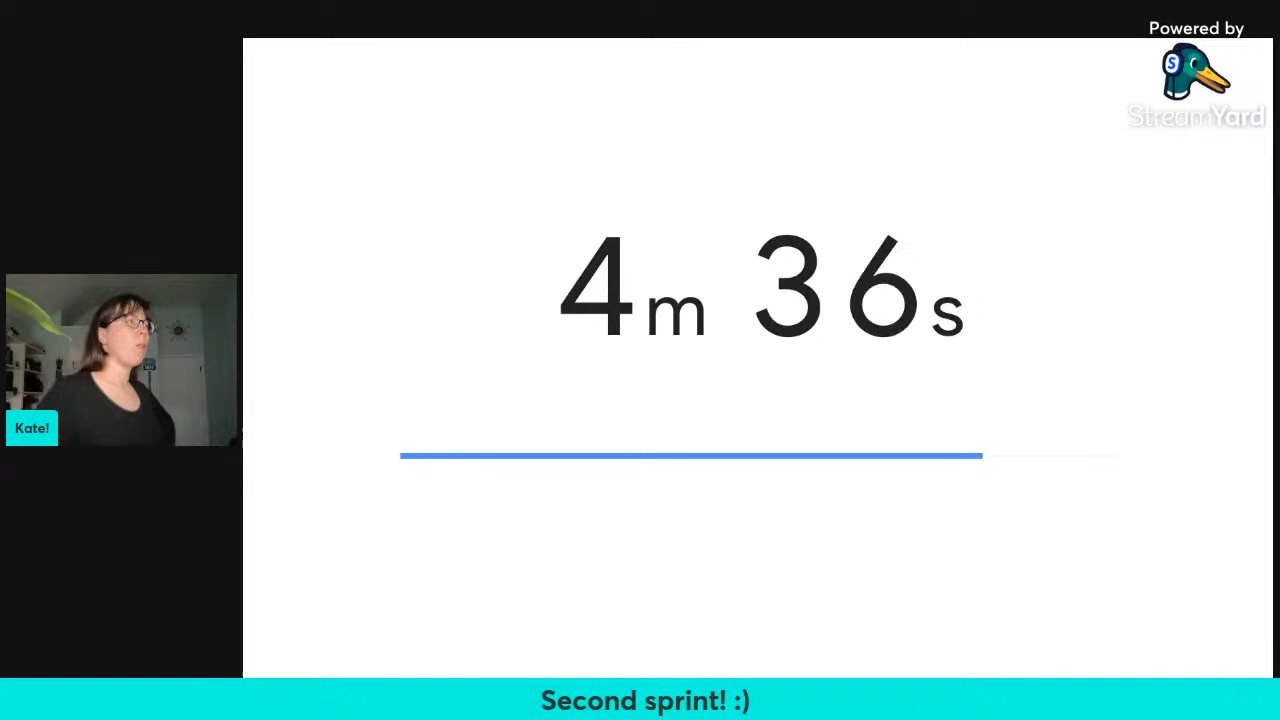 Powered by
S
StreamYard
4m 36s
Kate!
Second sprint! :)